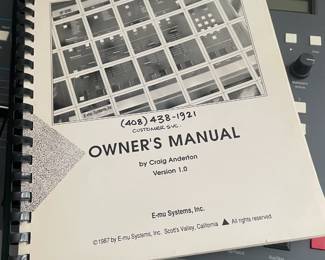 (408) 438-1921
CUSTOMER SVC.
OWNER'S MANUAL
by Craig Anderton
Version 1.0
E-mu Systems, Inc.
©1987 by E-mu Systems, Inc. Scott's Valley, California All rights reserved.